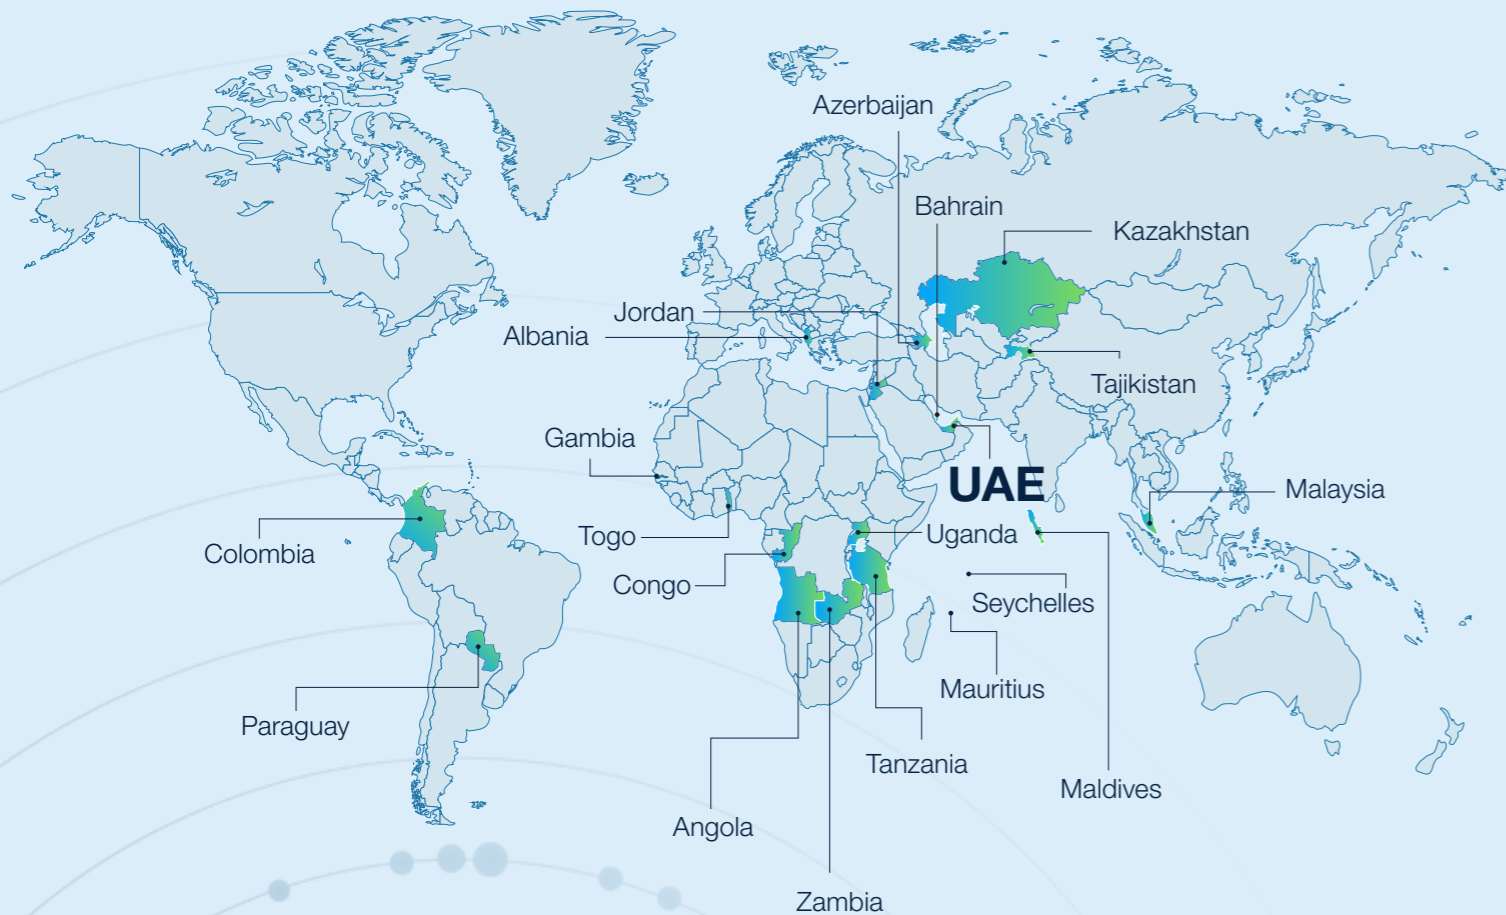 Azerbaijan
Bahrain
Kazakhstan
Jordan
Albania
Tajikistan
Gambia
UAE
Malaysia
Togo
Uganda
Colombia
Congo
Seychelles
Mauritius
Paraguay
Tanzania
Maldives
Angola
Zambia